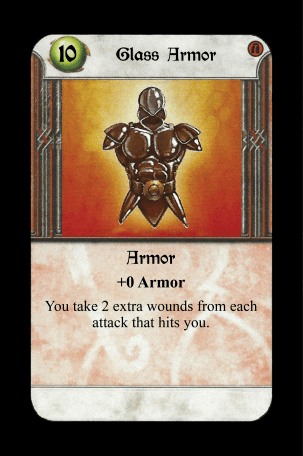 10 Glass Armor
Armor
+0 Armor
You take 2 extra wounds from each
attack that hits you.